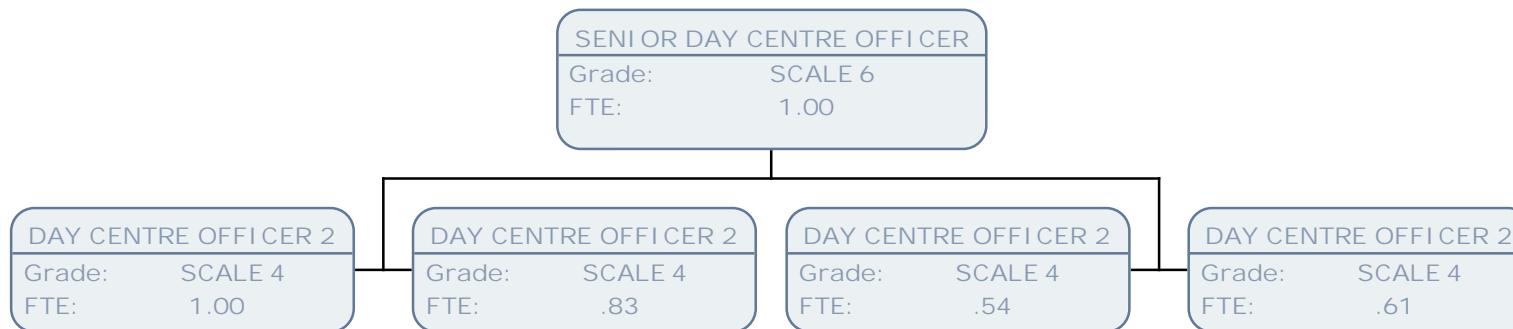 SENIOR DAY CENTRE OFFICER
Grade: SCALE 6
FTE: 1.00
DAY CENTRE OFFICER 2
Grade: SCALE 4
FTE: 1.00
DAY CENTRE OFFICER 2
Grade: SCALE 4
FTE: .83
DAY CENTRE OFFICER 2
Grade: SCALE 4
FTE: .54
DAY CENTRE OFFICER 2
Grade: SCALE 4
FTE: .61